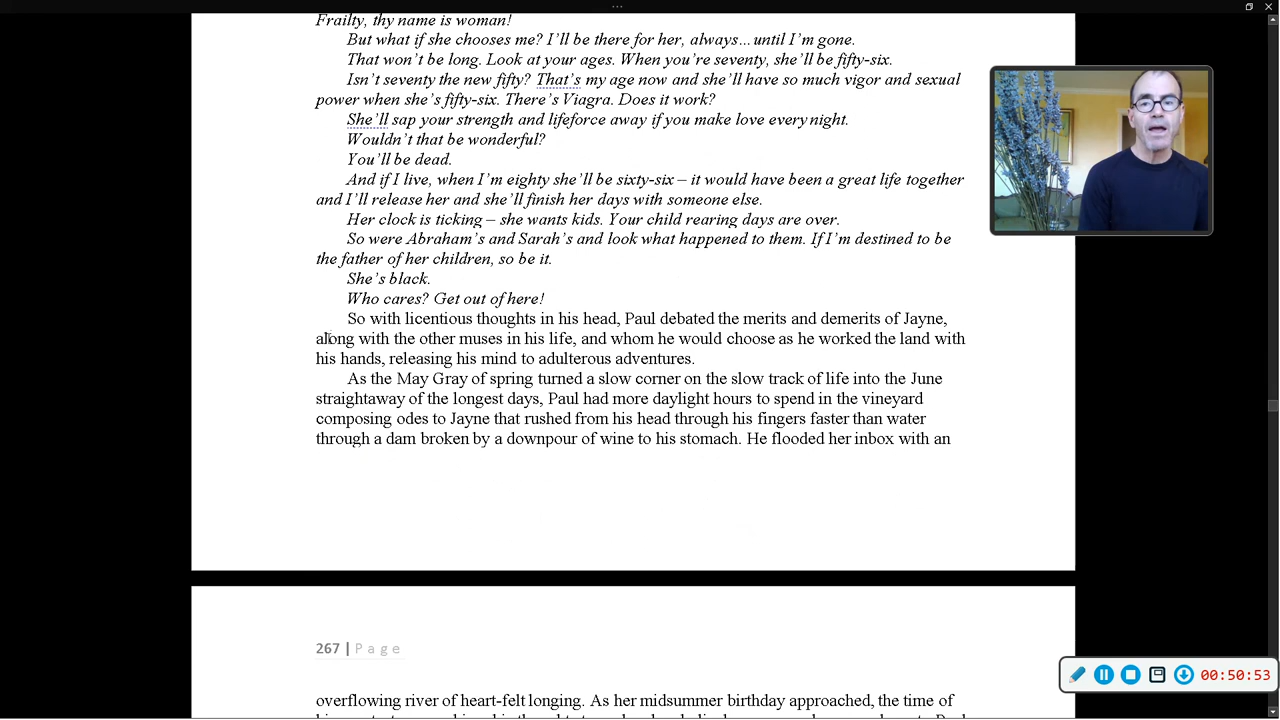 Frailty, thy name is woman!
But what if she chooses me? I'll be there for her, always…until I'm gone.
That won't be long. Look at your ages. When you're seventy, she'll be fifty-six.
Isn't seventy the new fifty? That's my age now and she'll have so much vigor and sexual
power when she's fifty-six. There's Viagra. Does it work?
She'll sap your strength and lifeforce away if you make love every night.
Wouldn't that be wonderful?
You'll be dead.
And if I live, when I'm eighty she'll be sixty-six – it would have been a great life together
and I'll release her and she'll finish her days with someone else.
Her clock is ticking – she wants kids. Your child rearing days are over.
So were Abraham's and Sarah's and look what happened to them. If I'm destined to be
the father of her children, so be it.
She's black.
Who cares? Get out of here!
So with licentious thoughts in his head, Paul debated the merits and demerits of Jayne,
along with the other muses in his life, and whom he would choose as he worked the land with
his hands, releasing his mind to adulterous adventures.
As the May Gray of spring turned a slow corner on the slow track of life into the June
straightaway of the longest days, Paul had more daylight hours to spend in the vineyard
composing odes to Jayne that rushed from his head through his fingers faster than water
through a dam broken by a downpour of wine to his stomach. He flooded her inbox with an
267 | Page
overflowing river of heart-felt longing. As her midsummer birthday approached, the time of
00:50:53